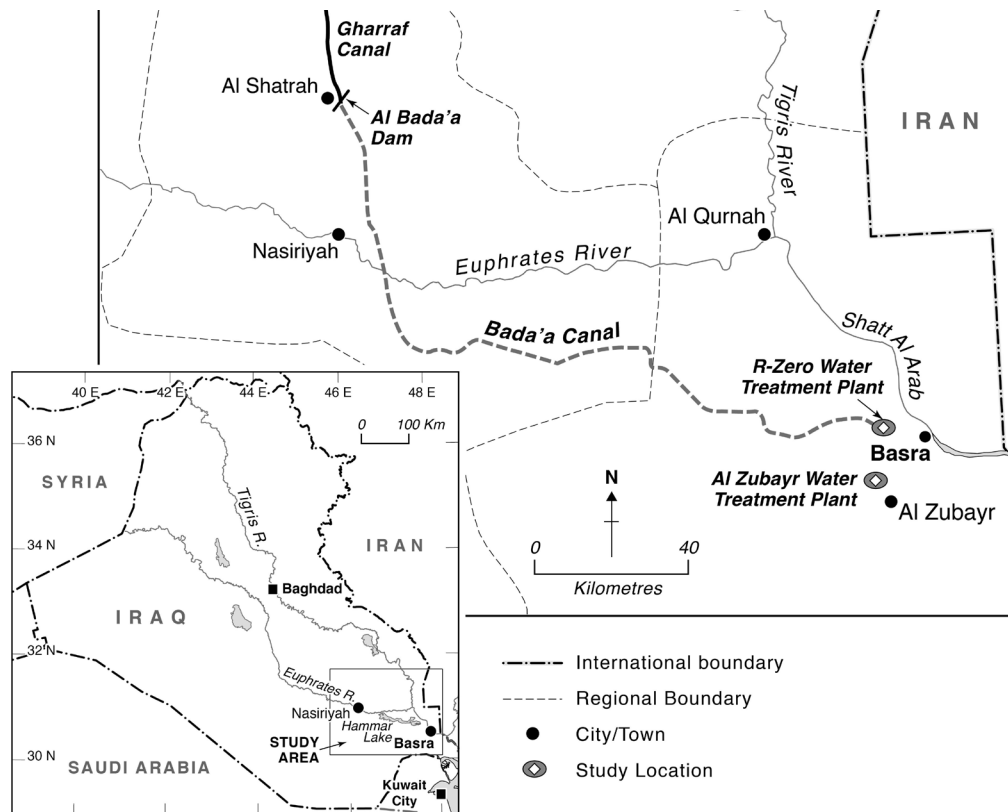 Gharraf
Canal
Al Shatrah
Al Bada'a
Dam
Tigris River
IRAN
Al Qurnah
Nasiriyah
Euphrates River
Bada'a Canal
Shatt Al Arab
R-Zero Water
Treatment Plant
Basra
Al Zubayr Water
Treatment Plant
Al Zubayr
N
0 40
Kilometres
40 E 42 E 44 E 46 E 48 E
0 100 Km
36 N
SYRIA
Tigris R.
IRAN
34 N
Baghdad
IRAQ
32 N
Euphrates R.
Nasiriyah
Hammar
Lake
STUDY
AREA
Basra
30 N
SAUDI ARABIA
Kuwait
City
International boundary
Regional Boundary
City/Town
Study Location